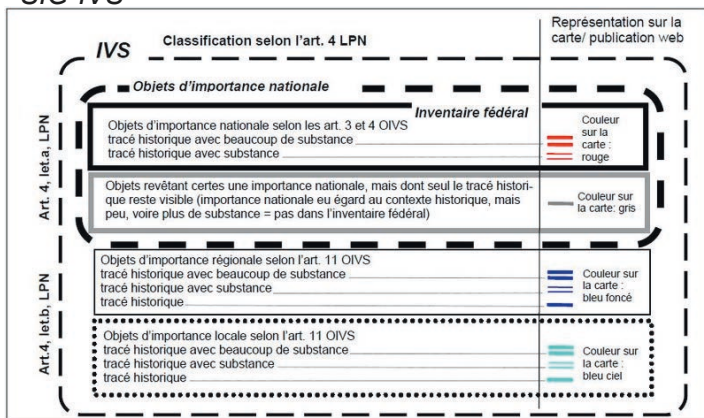 SIG IVS
Représentation sur la
carte/ publication web
IVS
Classification selon l'art. 4 LPN
Objets d'importance nationale
Inventaire fédéral
Art. 4, let.a, LPN
Objets d'importance nationale selon les art. 3 et 4 OIVS
tracé historique avec beaucoup de substance
tracé historique avec substance
Couleur
sur la
carte :
rouge
Objets revêtant certes une importance nationale, mais dont seul le tracé histori-
que reste visible (importance nationale eu égard au contexte historique, mais
peu, voire plus de substance = pas dans l'inventaire fédéral)
Couleur sur
la carte: gris
Art.4, let.b, LPN
Objets d'importance régionale selon l'art. 11 OIVS
tracé historique avec beaucoup de substance
tracé historique avec substance
tracé historique
Couleur sur
la carte :
bleu foncé
Objets d'importance locale selon l'art. 11 OIVS
tracé historique avec beaucoup de substance
tracé historique avec substance
tracé historique
Couleur sur
la carte :
bleu ciel